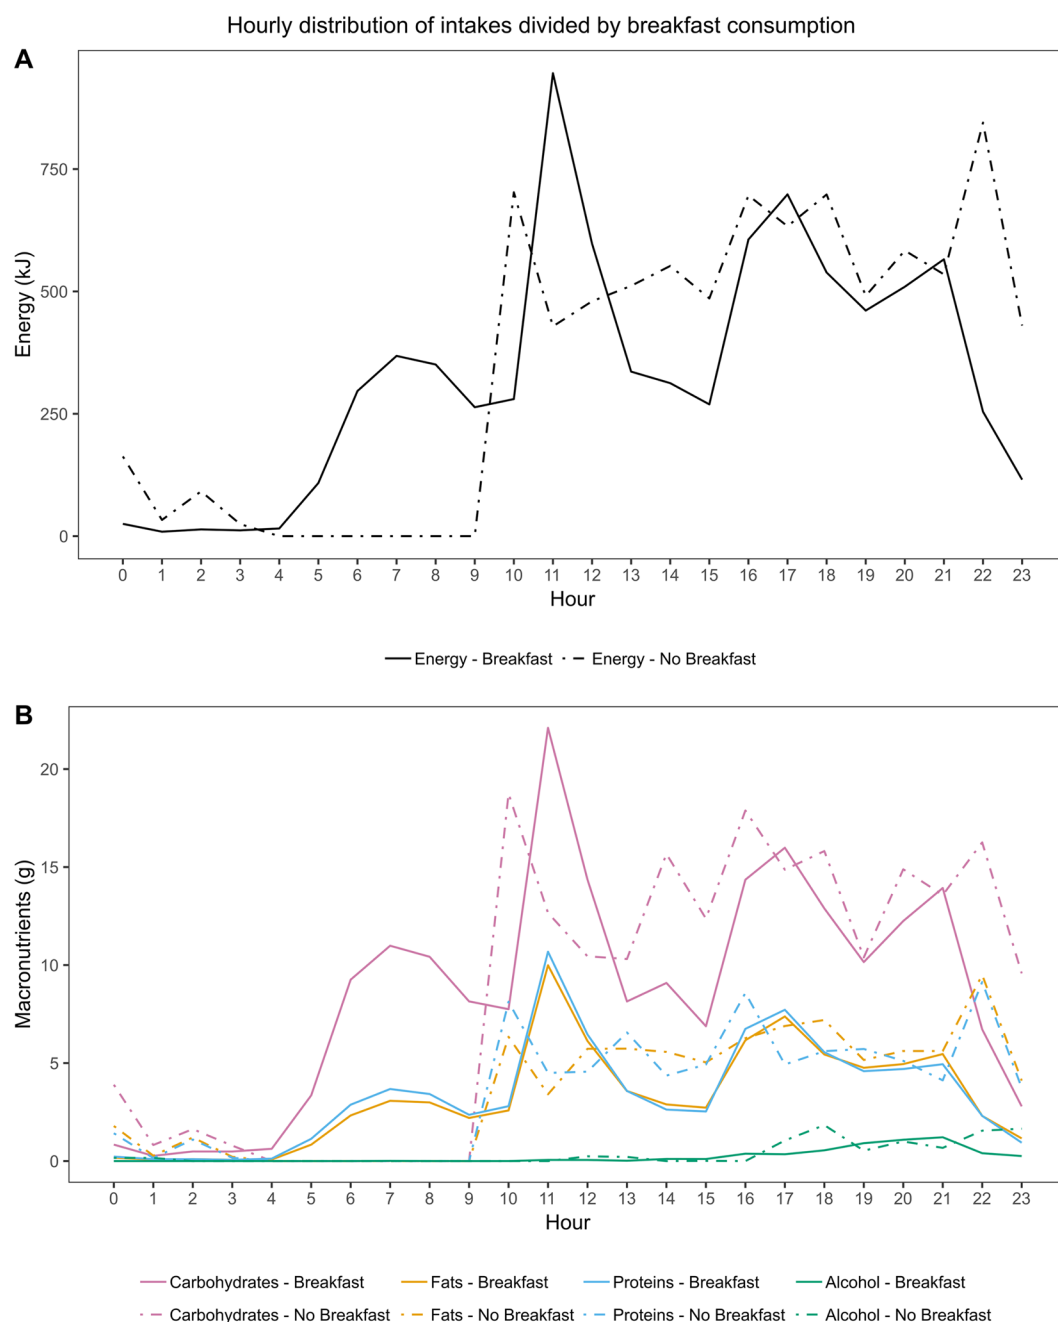 Hourly distribution of intakes divided by breakfast consumption
A
Energy (kJ)
750
500
250
0
0 1 2 3 4 5 6 7 8 9 10 11 12 13 14 15 16 17 18 19 20 21 22 23
Hour
Energy - Breakfast Energy - No Breakfast
B
Macronutrients (g)
20
15
10
5
0
0 1 2 3 4 5 6 7 8 9 10 11 12 13 14 15 16 17 18 19 20 21 22 23
Hour
Carbohydrates - Breakfast Fats - Breakfast Proteins - Breakfast Alcohol - Breakfast
Carbohydrates - No Breakfast Fats - No Breakfast Proteins - No Breakfast Alcohol - No Breakfast